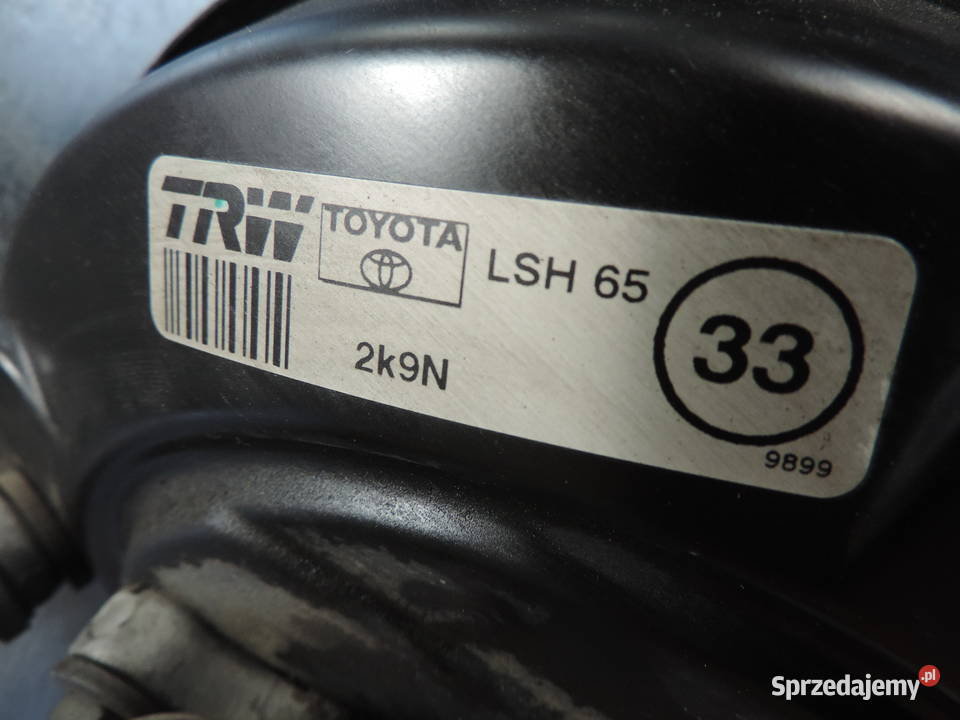 TRW
TOYOTA
LSH 65
33
2k9N
9899
Sprzedajemy.pl